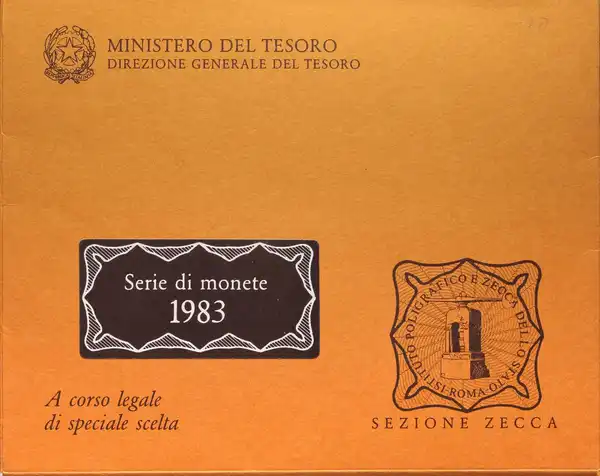 MINISTERO DEL TESORO
DIREZIONE GENERALE DEL TESORO
Serie di monete
1983
A corso legale
di speciale scelta
ISTITUTO POLIGRAFICO E ZECCA DELLO STATO
·ROMA·
SEZIONE ZECCA